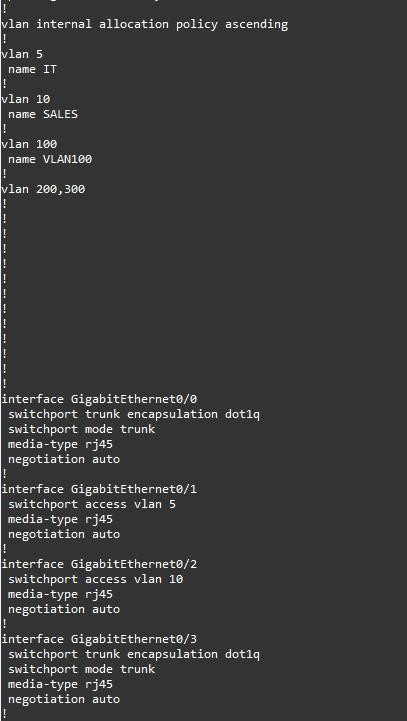 !
vlan internal allocation policy ascending
!
vlan 5
 name IT
!
vlan 10
 name SALES
!
vlan 100
 name VLAN100
!
vlan 200,300
!
!
!
!
!
!
!
!
!
!
!
!
!
interface GigabitEthernet0/0
 switchport trunk encapsulation dot1q
 switchport mode trunk
 media-type rj45
 negotiation auto
!
interface GigabitEthernet0/1
 switchport access vlan 5
 media-type rj45
 negotiation auto
!
interface GigabitEthernet0/2
 switchport access vlan 10
 media-type rj45
 negotiation auto
!
interface GigabitEthernet0/3
 switchport trunk encapsulation dot1q
 switchport mode trunk
 media-type rj45
 negotiation auto
!